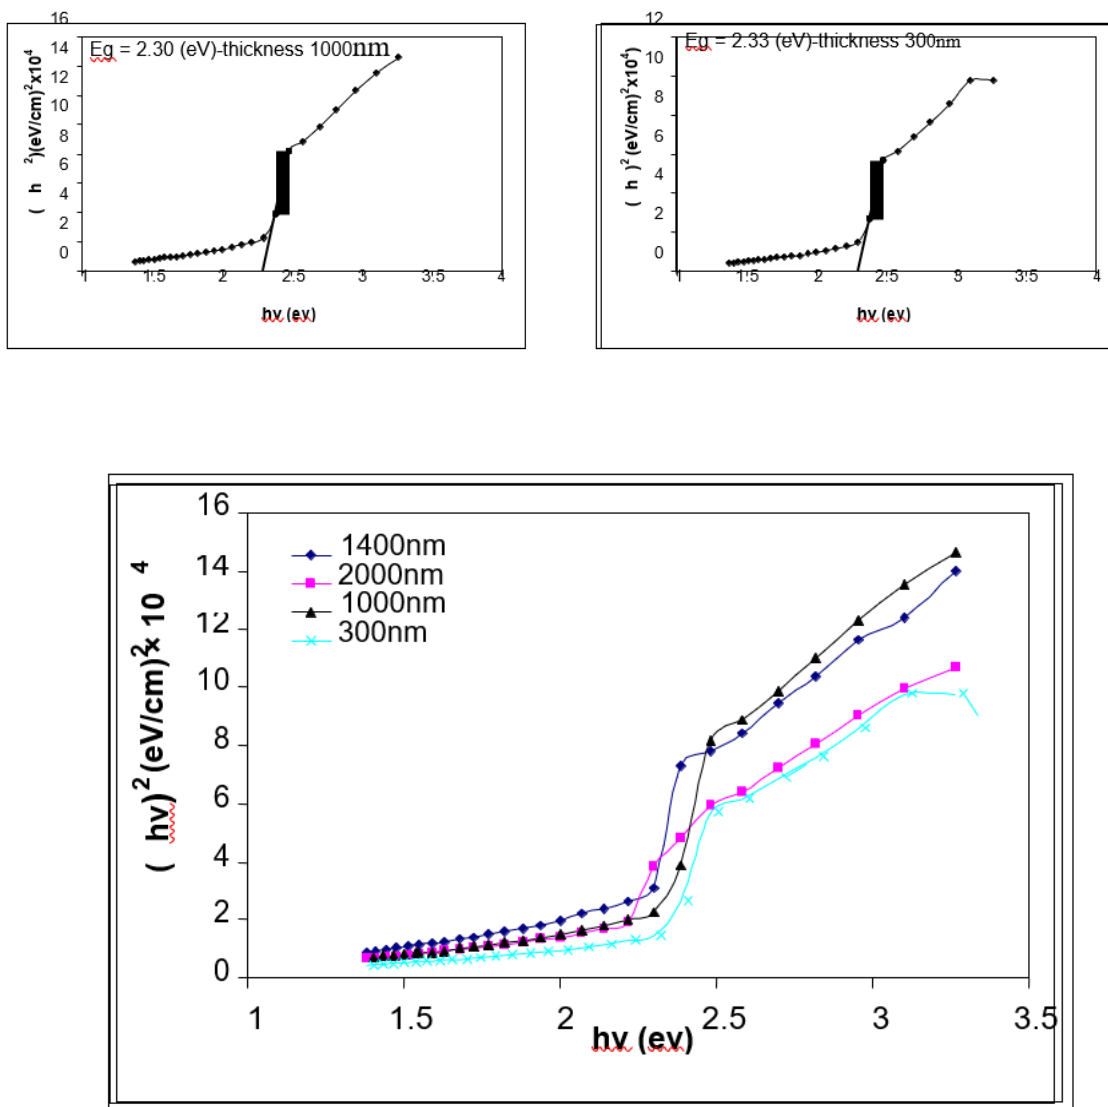 16
14
12
10
8
6
4
2
0
( h ²)(eV/cm)²x10⁴
Eg = 2.30 (eV)-thickness 1000nm
1 1.5 2 2.5 3 3.5 4
hv (ev)
12
10
8
6
4
2
0
( h )² (eV/cm)²x10⁴)
Eg = 2.33 (eV)-thickness 300nm
1 1.5 2 2.5 3 3.5 4
hv (ev)
16
14
12
10
8
6
4
2
0
( hv)² (eV/cm)²× 10 ⁴
1400nm
2000nm
1000nm
300nm
1 1.5 2 2.5 3 3.5
hv (ev)